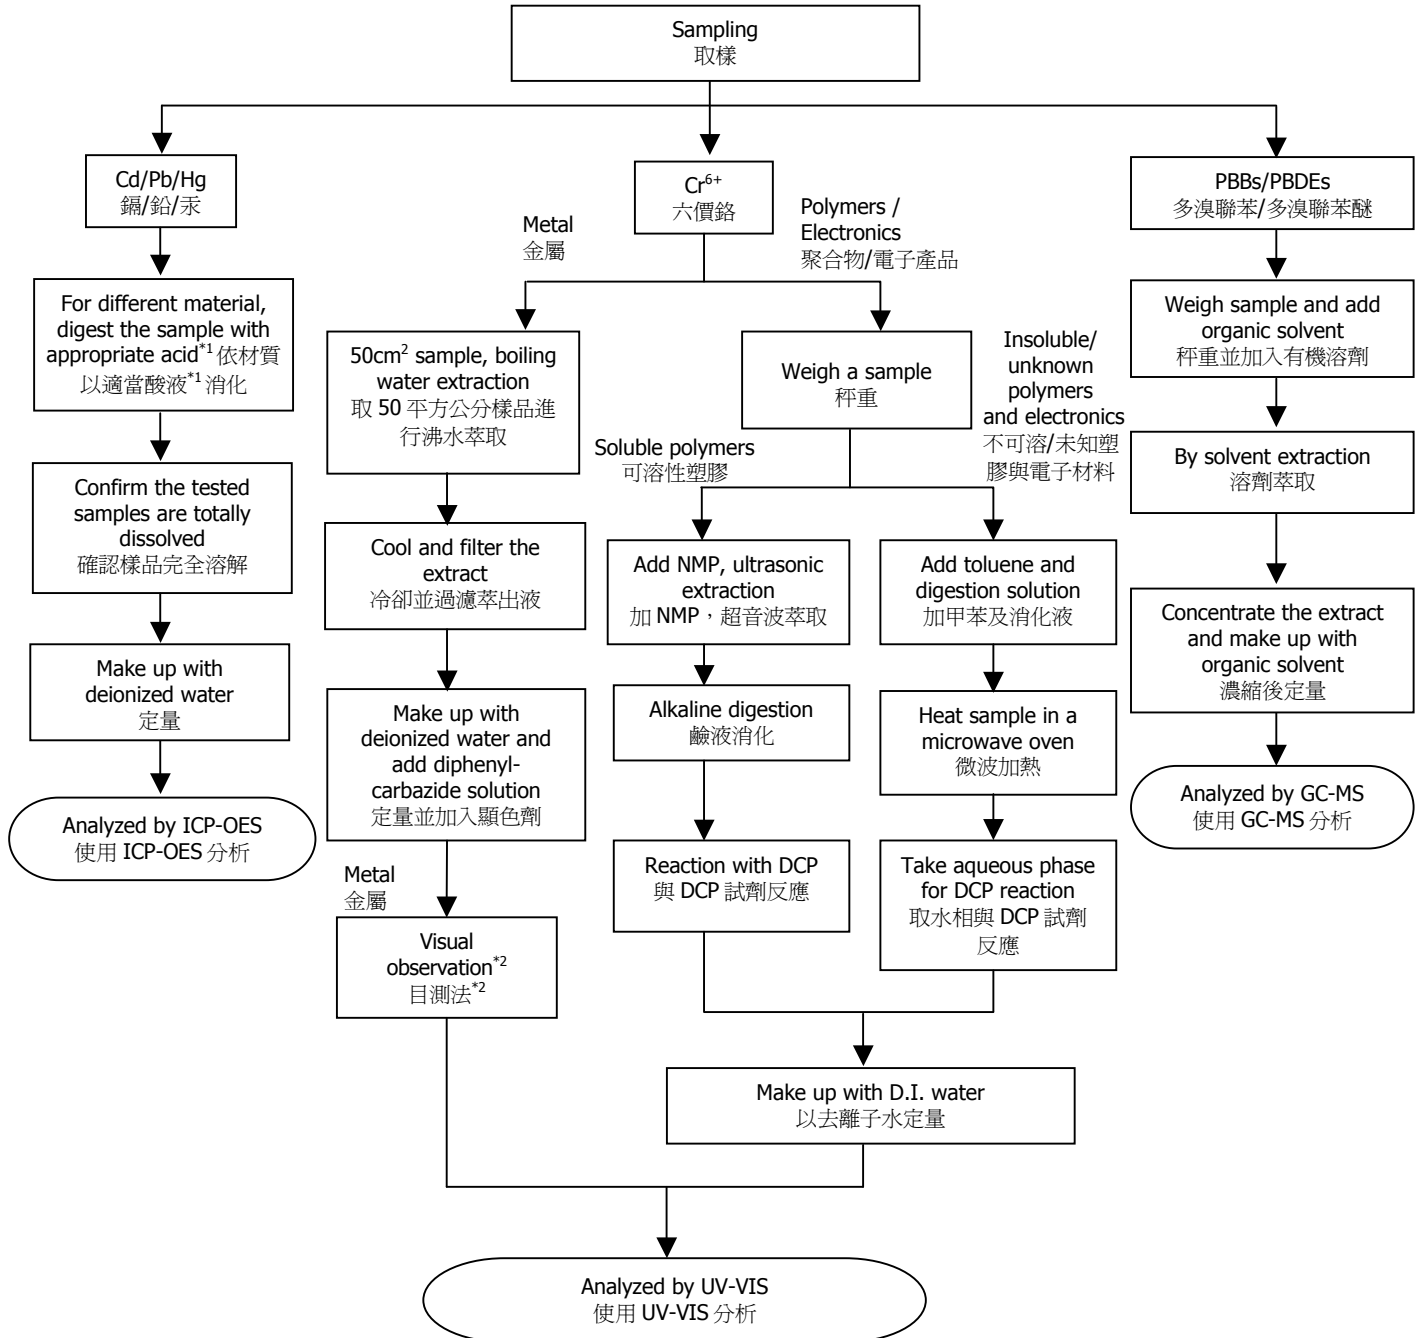 Sampling
取樣
Cd/Pb/Hg
鎘/鉛/汞
For different material,
digest the sample with
appropriate acid*1 依材質
以適當酸液*1 消化
Confirm the tested
samples are totally
dissolved
確認樣品完全溶解
Make up with
deionized water
定量
Analyzed by ICP-OES
使用 ICP-OES 分析
Cr6+
六價鉻
Metal
金屬
Polymers /
Electronics
聚合物/電子產品
50cm2 sample, boiling
water extraction
取 50 平方公分樣品進
行沸水萃取
Cool and filter the
extract
冷卻並過濾萃出液
Make up with
deionized water and
add diphenyl-
carbazide solution
定量並加入顯色劑
Metal
金屬
Visual
observation*2
目測法*2
Weigh a sample
秤重
Soluble polymers
可溶性塑膠
Insoluble/
unknown
polymers
and electronics
不可溶/未知塑
膠與電子材料
Add NMP, ultrasonic
extraction
加 NMP，超音波萃取
Alkaline digestion
鹼液消化
Reaction with DCP
與 DCP 試劑反應
Add toluene and
digestion solution
加甲苯及消化液
Heat sample in a
microwave oven
微波加熱
Take aqueous phase
for DCP reaction
取水相與 DCP 試劑
反應
Make up with D.I. water
以去離子水定量
Analyzed by UV-VIS
使用 UV-VIS 分析
PBBs/PBDEs
多溴聯苯/多溴聯苯醚
Weigh sample and add
organic solvent
秤重並加入有機溶劑
By solvent extraction
溶劑萃取
Concentrate the extract
and make up with
organic solvent
濃縮後定量
Analyzed by GC-MS
使用 GC-MS 分析